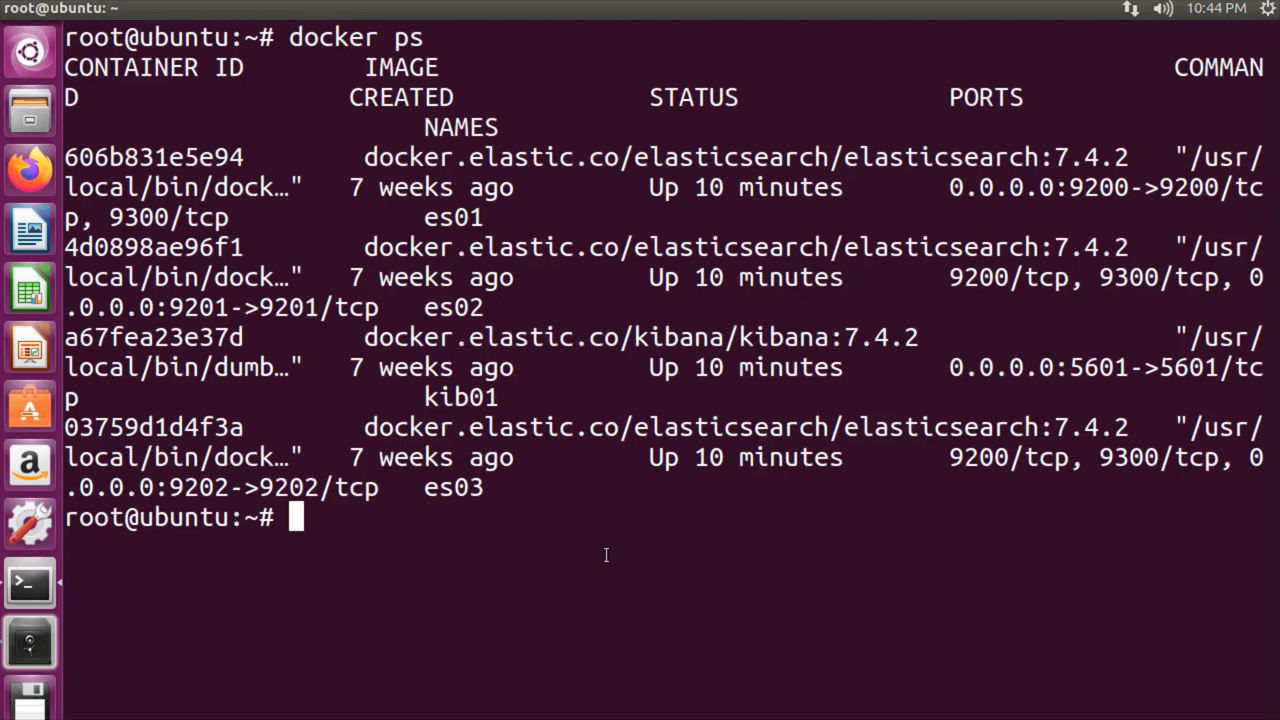 root@ubuntu: ~
10:44 PM
root@ubuntu:~# docker ps
CONTAINER ID        IMAGE                                                 COMMAN
D                  CREATED             STATUS              PORTS
                        NAMES
606b831e5e94        docker.elastic.co/elasticsearch/elasticsearch:7.4.2   "/usr/
local/bin/dock…"   7 weeks ago         Up 10 minutes       0.0.0.0:9200->9200/tc
p, 9300/tcp             es01
4d0898ae96f1        docker.elastic.co/elasticsearch/elasticsearch:7.4.2   "/usr/
local/bin/dock…"   7 weeks ago         Up 10 minutes       9200/tcp, 9300/tcp, 0
.0.0.0:9201->9201/tcp   es02
a67fea23e37d        docker.elastic.co/kibana/kibana:7.4.2                 "/usr/
local/bin/dumb…"   7 weeks ago         Up 10 minutes       0.0.0.0:5601->5601/tc
p                       kib01
03759d1d4f3a        docker.elastic.co/elasticsearch/elasticsearch:7.4.2   "/usr/
local/bin/dock…"   7 weeks ago         Up 10 minutes       9200/tcp, 9300/tcp, 0
.0.0.0:9202->9202/tcp   es03
root@ubuntu:~#